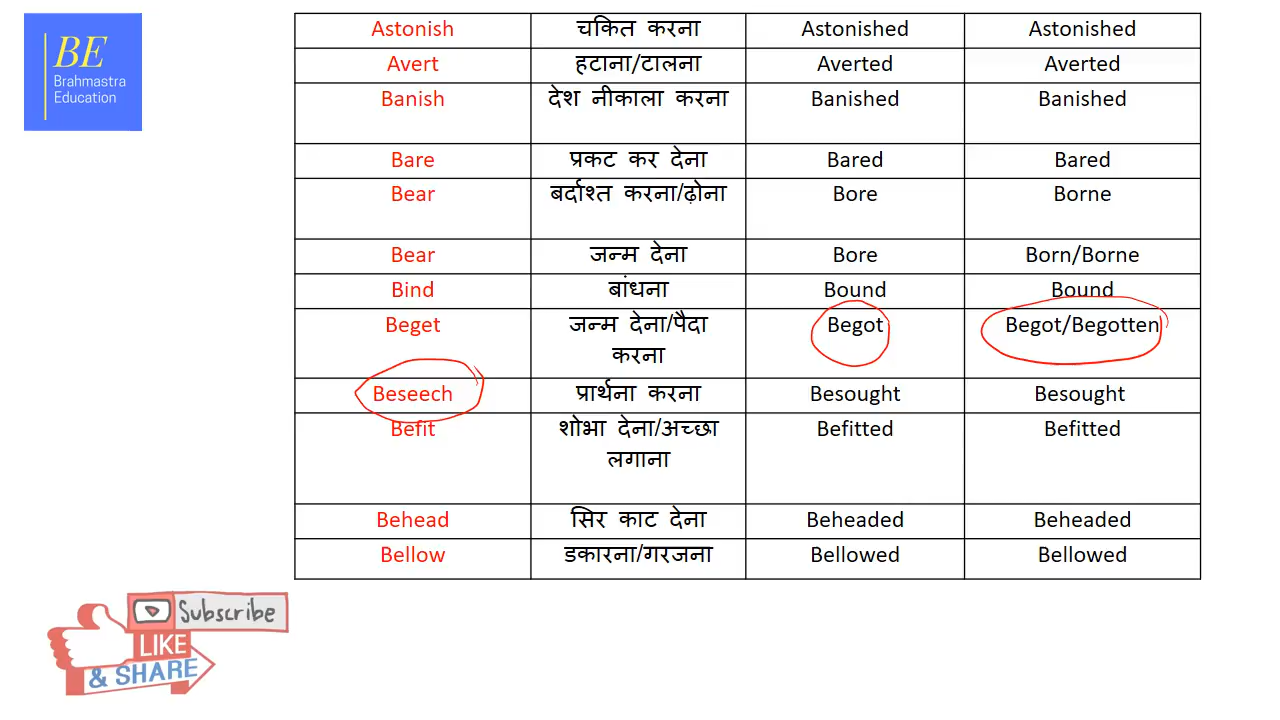 BE
Brahmastra
Education
Astonish चकित करना Astonished Astonished
Avert हटाना/टालना Averted Averted
Banish देश नीकाला करना Banished Banished
Bare प्रकट कर देना Bared Bared
Bear बर्दाश्त करना/ढ़ोना Bore Borne
Bear जन्म देना Bore Born/Borne
Bind बांधना Bound Bound
Beget जन्म देना/पैदा Begot Begot/Begotten
करना
Beseech प्रार्थना करना Besought Besought
Befit शोभा देना/अच्छा Befitted Befitted
लगाना
Behead सिर काट देना Beheaded Beheaded
Bellow डकारना/गरजना Bellowed Bellowed
Subscribe
LIKE
& SHARE